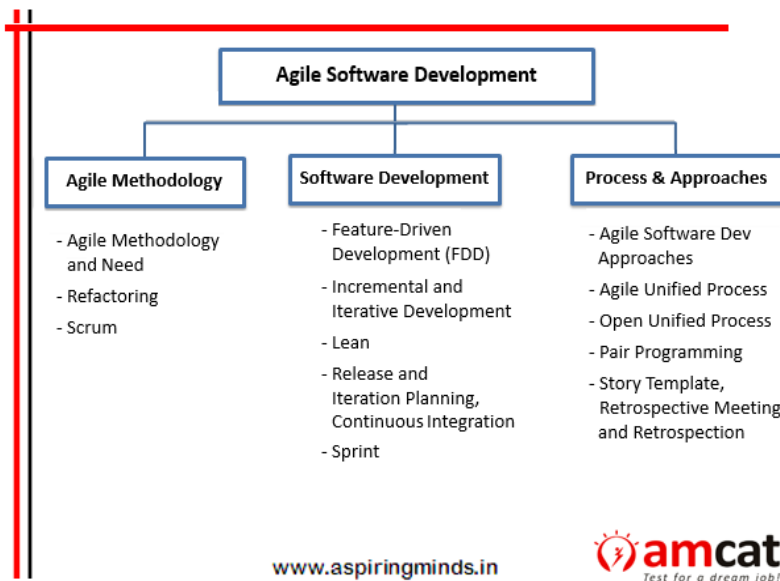 Agile Software Development
Agile Methodology
- Agile Methodology
and Need
- Refactoring
- Scrum
Software Development
- Feature-Driven
Development (FDD)
- Incremental and
Iterative Development
- Lean
- Release and
Iteration Planning,
Continuous Integration
- Sprint
Process & Approaches
- Agile Software Dev
Approaches
- Agile Unified Process
- Open Unified Process
- Pair Programming
- Story Template,
Retrospective Meeting
and Retrospection
www.aspiringminds.in
amcat
Test for a dream job!